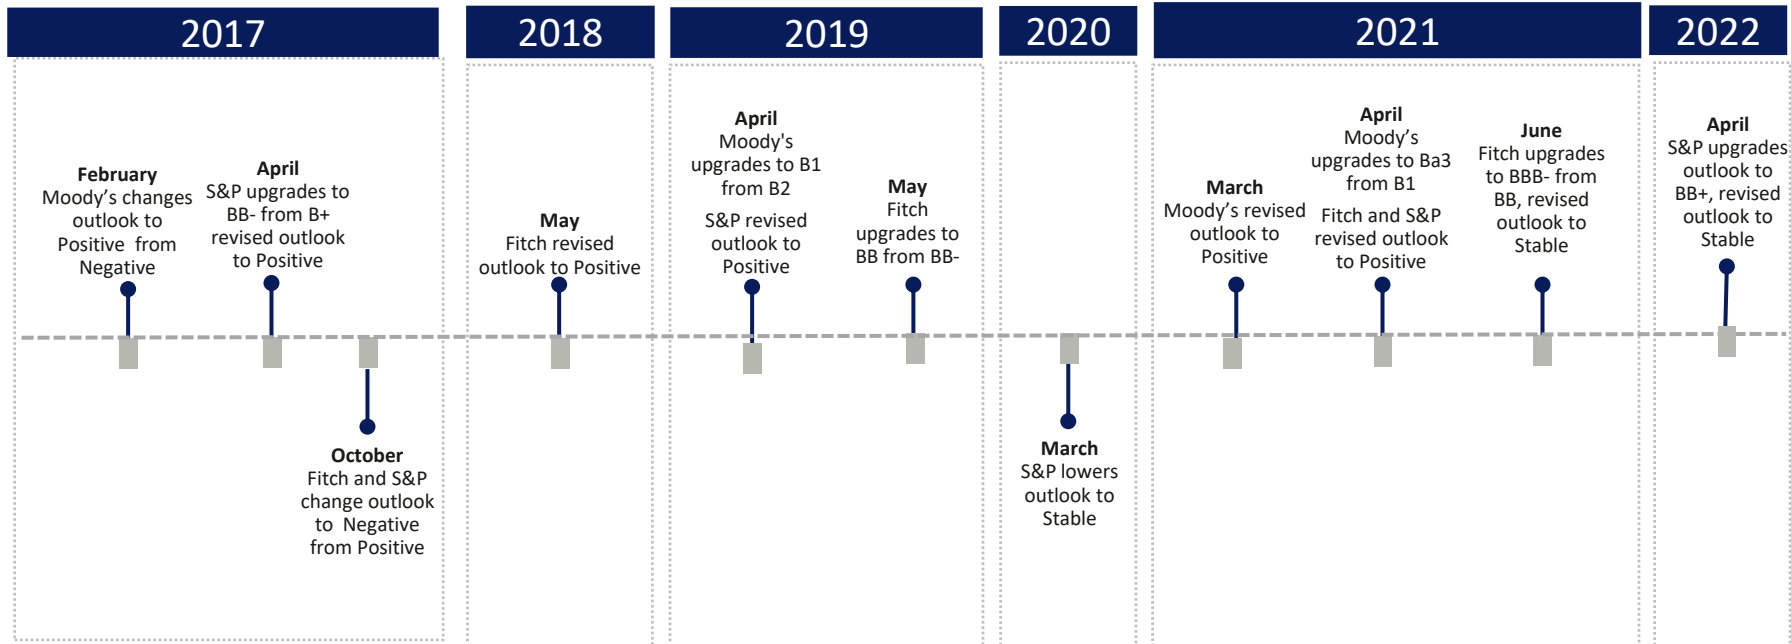 2017
February
Moody’s changes
outlook to
Positive from
Negative
April
S&P upgrades to
BB- from B+
revised outlook
to Positive
October
Fitch and S&P
change outlook
to Negative
from Positive
2018
May
Fitch revised
outlook to Positive
2019
April
Moody's
upgrades to B1
from B2
S&P revised
outlook to
Positive
May
Fitch
upgrades to
BB from BB-
2020
March
S&P lowers
outlook to
Stable
2021
March
Moody’s revised
outlook to
Positive
April
Moody’s
upgrades to Ba3
from B1
Fitch and S&P
revised outlook
to Positive
June
Fitch upgrades
to BBB- from
BB, revised
outlook to
Stable
2022
April
S&P upgrades
outlook to
BB+, revised
outlook to
Stable